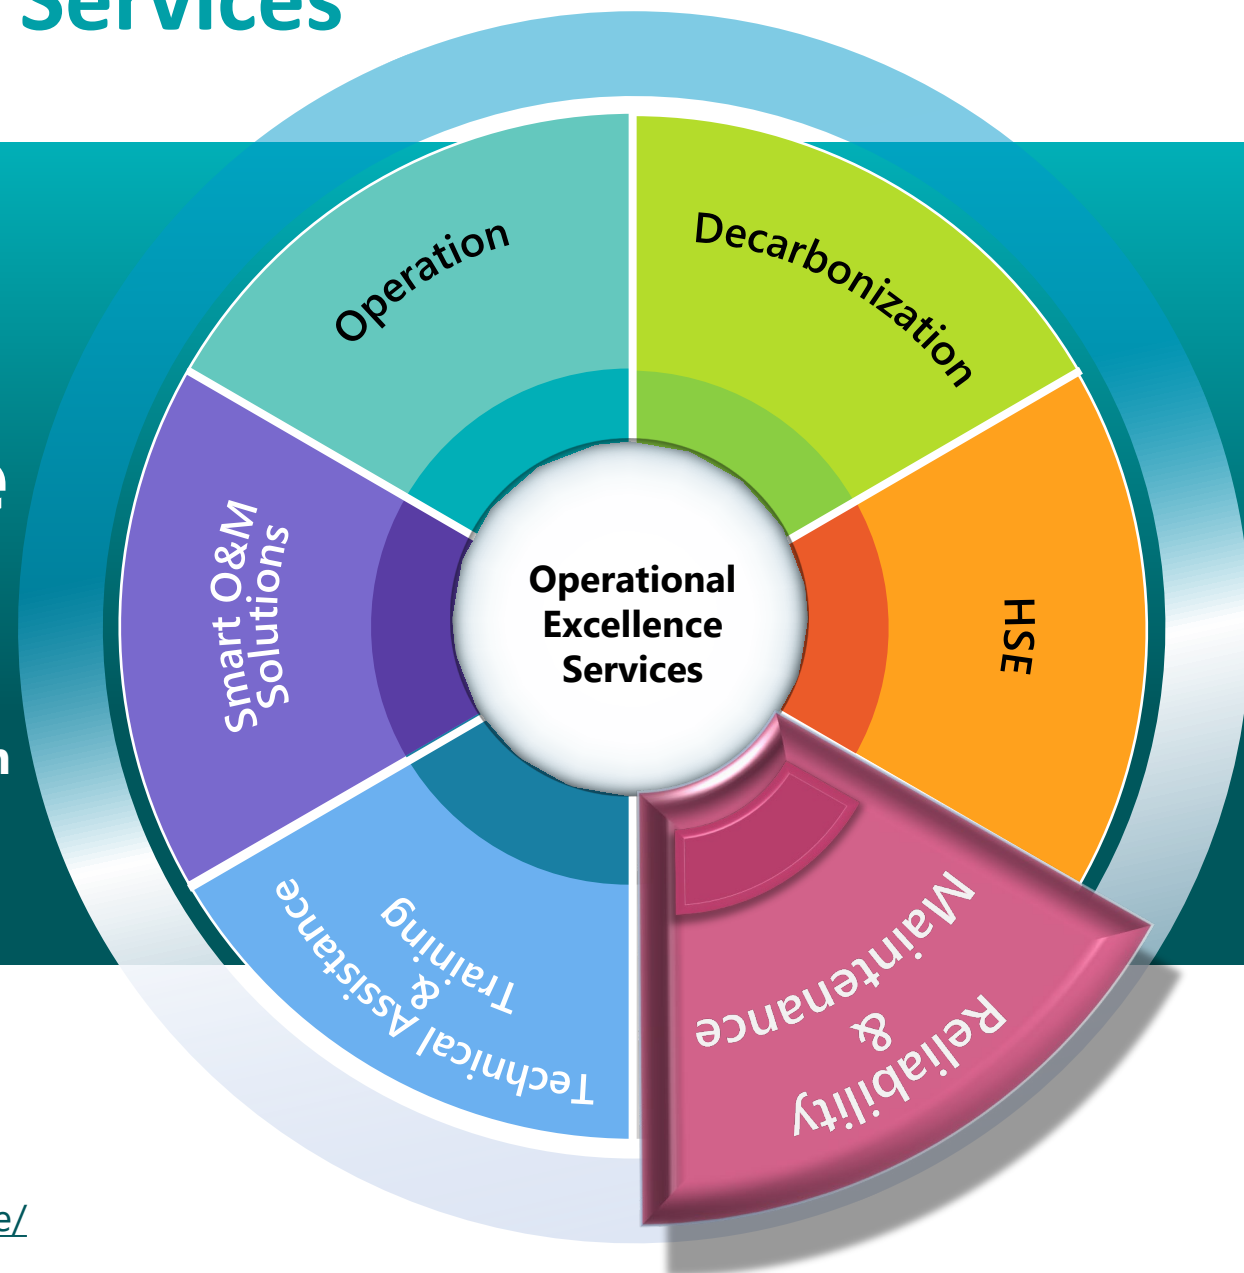 Services
Operation
Decarbonization
HSE
Reliability
&
Maintenance
Technical Assistance
&
Training
Smart O&M
Solutions
Operational
Excellence
Services
e
n
e/